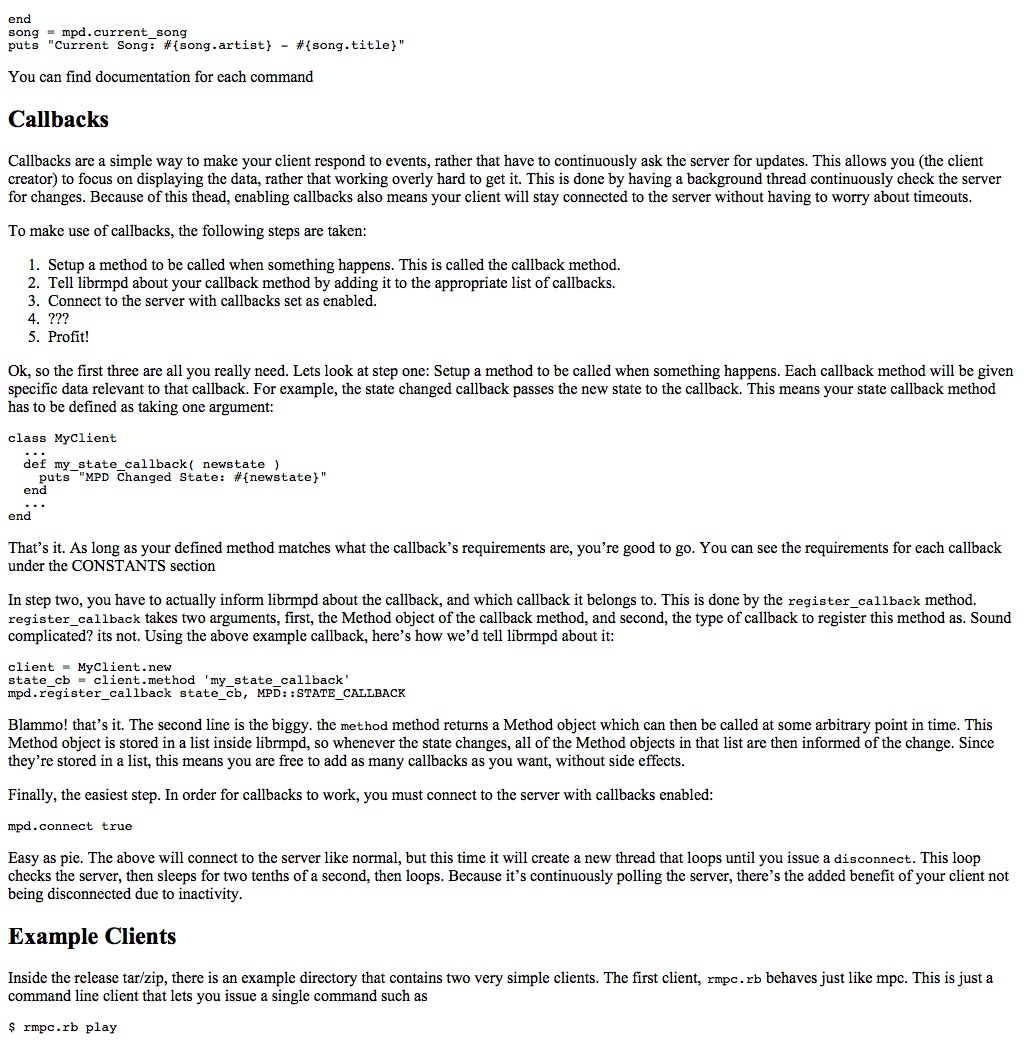 end
song = mpd.current_song
puts "Current Song: #{song.artist} - #{song.title}"
You can find documentation for each command
Callbacks
Callbacks are a simple way to make your client respond to events, rather that have to continuously ask the server for updates. This allows you (the client
creator) to focus on displaying the data, rather that working overly hard to get it. This is done by having a background thread continuously check the server
for changes. Because of this thead, enabling callbacks also means your client will stay connected to the server without having to worry about timeouts.
To make use of callbacks, the following steps are taken:
1. Setup a method to be called when something happens. This is called the callback method.
2. Tell librmpd about your callback method by adding it to the appropriate list of callbacks.
3. Connect to the server with callbacks set as enabled.
4. ???
5. Profit!
Ok, so the first three are all you really need. Lets look at step one: Setup a method to be called when something happens. Each callback method will be given
specific data relevant to that callback. For example, the state changed callback passes the new state to the callback. This means your state callback method
has to be defined as taking one argument:
class MyClient
  ...
  def my_state_callback( newstate )
    puts "MPD Changed State: #{newstate}"
  end
  ...
end
That’s it. As long as your defined method matches what the callback’s requirements are, you’re good to go. You can see the requirements for each callback
under the CONSTANTS section
In step two, you have to actually inform librmpd about the callback, and which callback it belongs to. This is done by the register_callback method.
register_callback takes two arguments, first, the Method object of the callback method, and second, the type of callback to register this method as. Sound
complicated? its not. Using the above example callback, here’s how we’d tell librmpd about it:
client = MyClient.new
state_cb = client.method 'my_state_callback'
mpd.register_callback state_cb, MPD::STATE_CALLBACK
Blammo! that’s it. The second line is the biggy. the method method returns a Method object which can then be called at some arbitrary point in time. This
Method object is stored in a list inside librmpd, so whenever the state changes, all of the Method objects in that list are then informed of the change. Since
they’re stored in a list, this means you are free to add as many callbacks as you want, without side effects.
Finally, the easiest step. In order for callbacks to work, you must connect to the server with callbacks enabled:
mpd.connect true
Easy as pie. The above will connect to the server like normal, but this time it will create a new thread that loops until you issue a disconnect. This loop
checks the server, then sleeps for two tenths of a second, then loops. Because it’s continuously polling the server, there’s the added benefit of your client not
being disconnected due to inactivity.
Example Clients
Inside the release tar/zip, there is an example directory that contains two very simple clients. The first client, rmpc.rb behaves just like mpc. This is just a
command line client that lets you issue a single command such as
$ rmpc.rb play